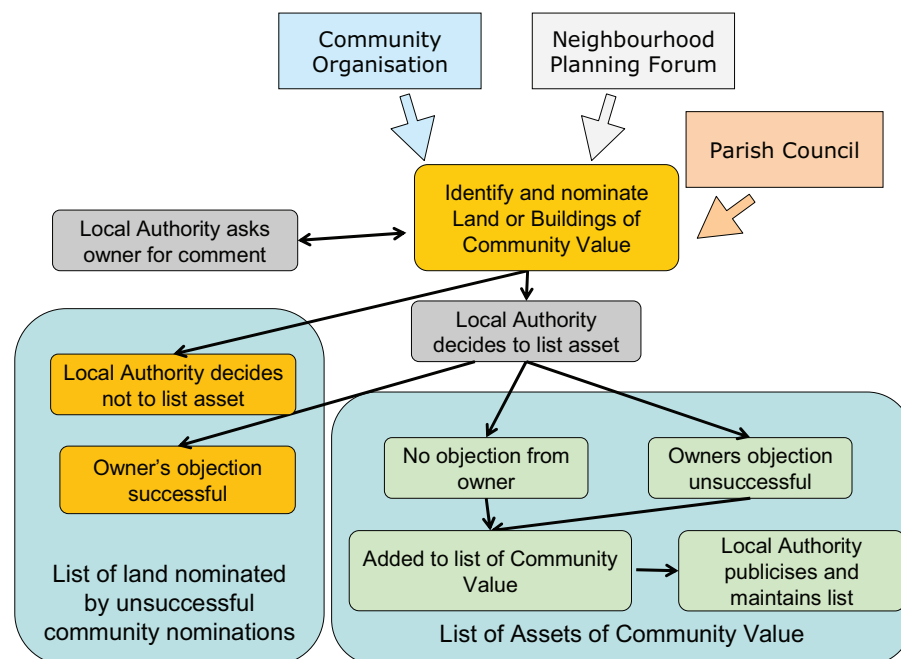 Community
Organisation
Neighbourhood
Planning Forum
Parish Council
Identify and nominate
Land or Buildings of
Community Value
Local Authority asks
owner for comment
Local Authority
decides to list asset
Local Authority decides
not to list asset
Owner's objection
successful
No objection from
owner
Owners objection
unsuccessful
Added to list of Community
Value
Local Authority
publicises and
maintains list
List of land nominated
by unsuccessful
community nominations
List of Assets of Community Value